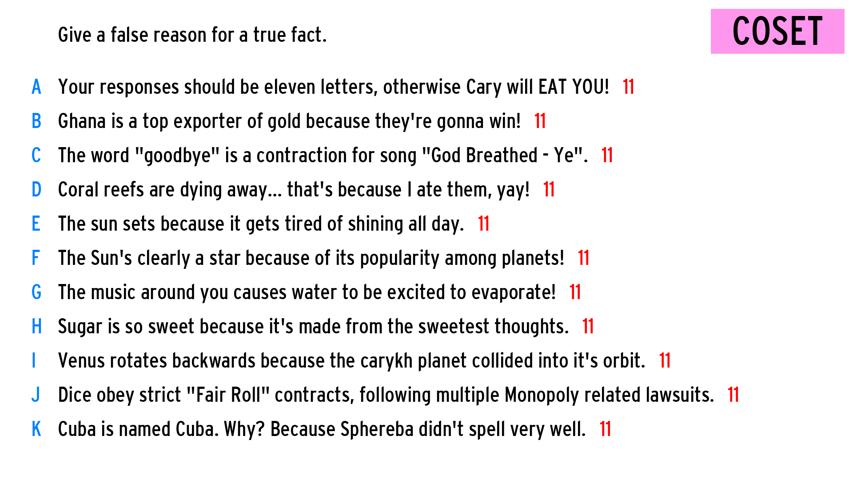 Give a false reason for a true fact.
COSET
A Your responses should be eleven letters, otherwise Cary will EAT YOU! 11
B Ghana is a top exporter of gold because they're gonna win! 11
C The word "goodbye" is a contraction for song "God Breathed - Ye". 11
D Coral reefs are dying away... that's because I ate them, yay! 11
E The sun sets because it gets tired of shining all day. 11
F The Sun's clearly a star because of its popularity among planets! 11
G The music around you causes water to be excited to evaporate! 11
H Sugar is so sweet because it's made from the sweetest thoughts. 11
I Venus rotates backwards because the carykh planet collided into it's orbit. 11
J Dice obey strict "Fair Roll" contracts, following multiple Monopoly related lawsuits. 11
K Cuba is named Cuba. Why? Because Sphereba didn't spell very well. 11